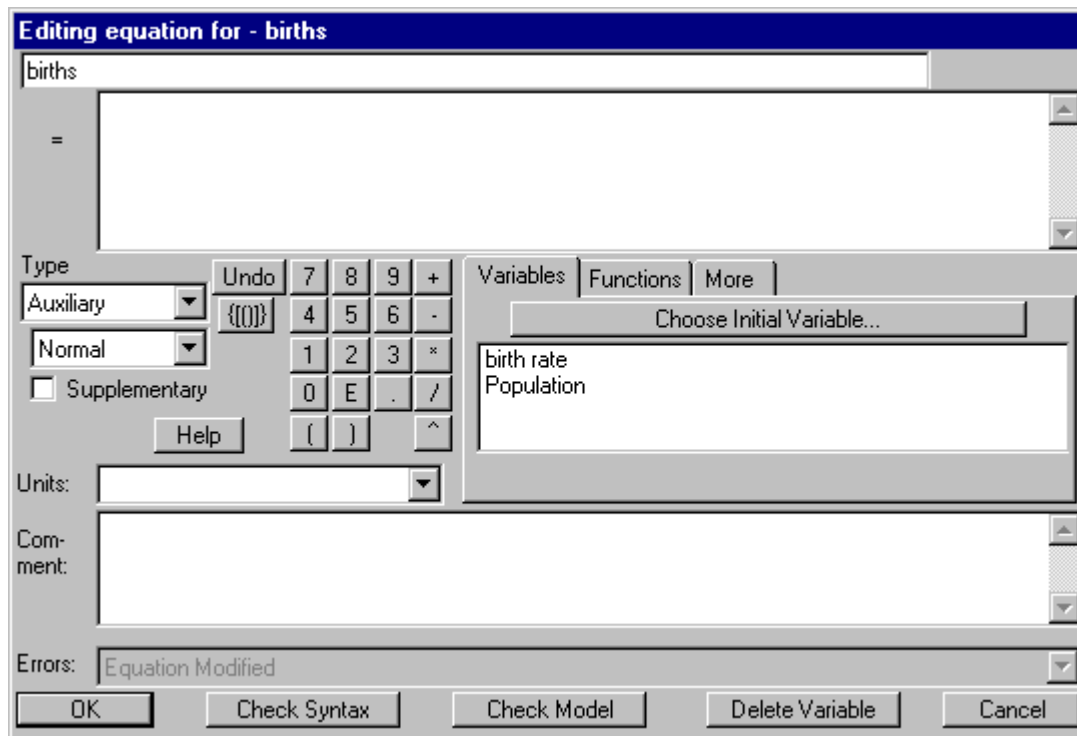 Editing equation for - births
births
=
Type
Auxiliary
Normal
Supplementary
Help
Undo 7 8 9 +
{[()]} 4 5 6 -
1 2 3 *
0 E . /
( ) ^
Variables Functions More
Choose Initial Variable...
birth rate
Population
Units:
Com-
ment:
Errors: Equation Modified
OK Check Syntax Check Model Delete Variable Cancel